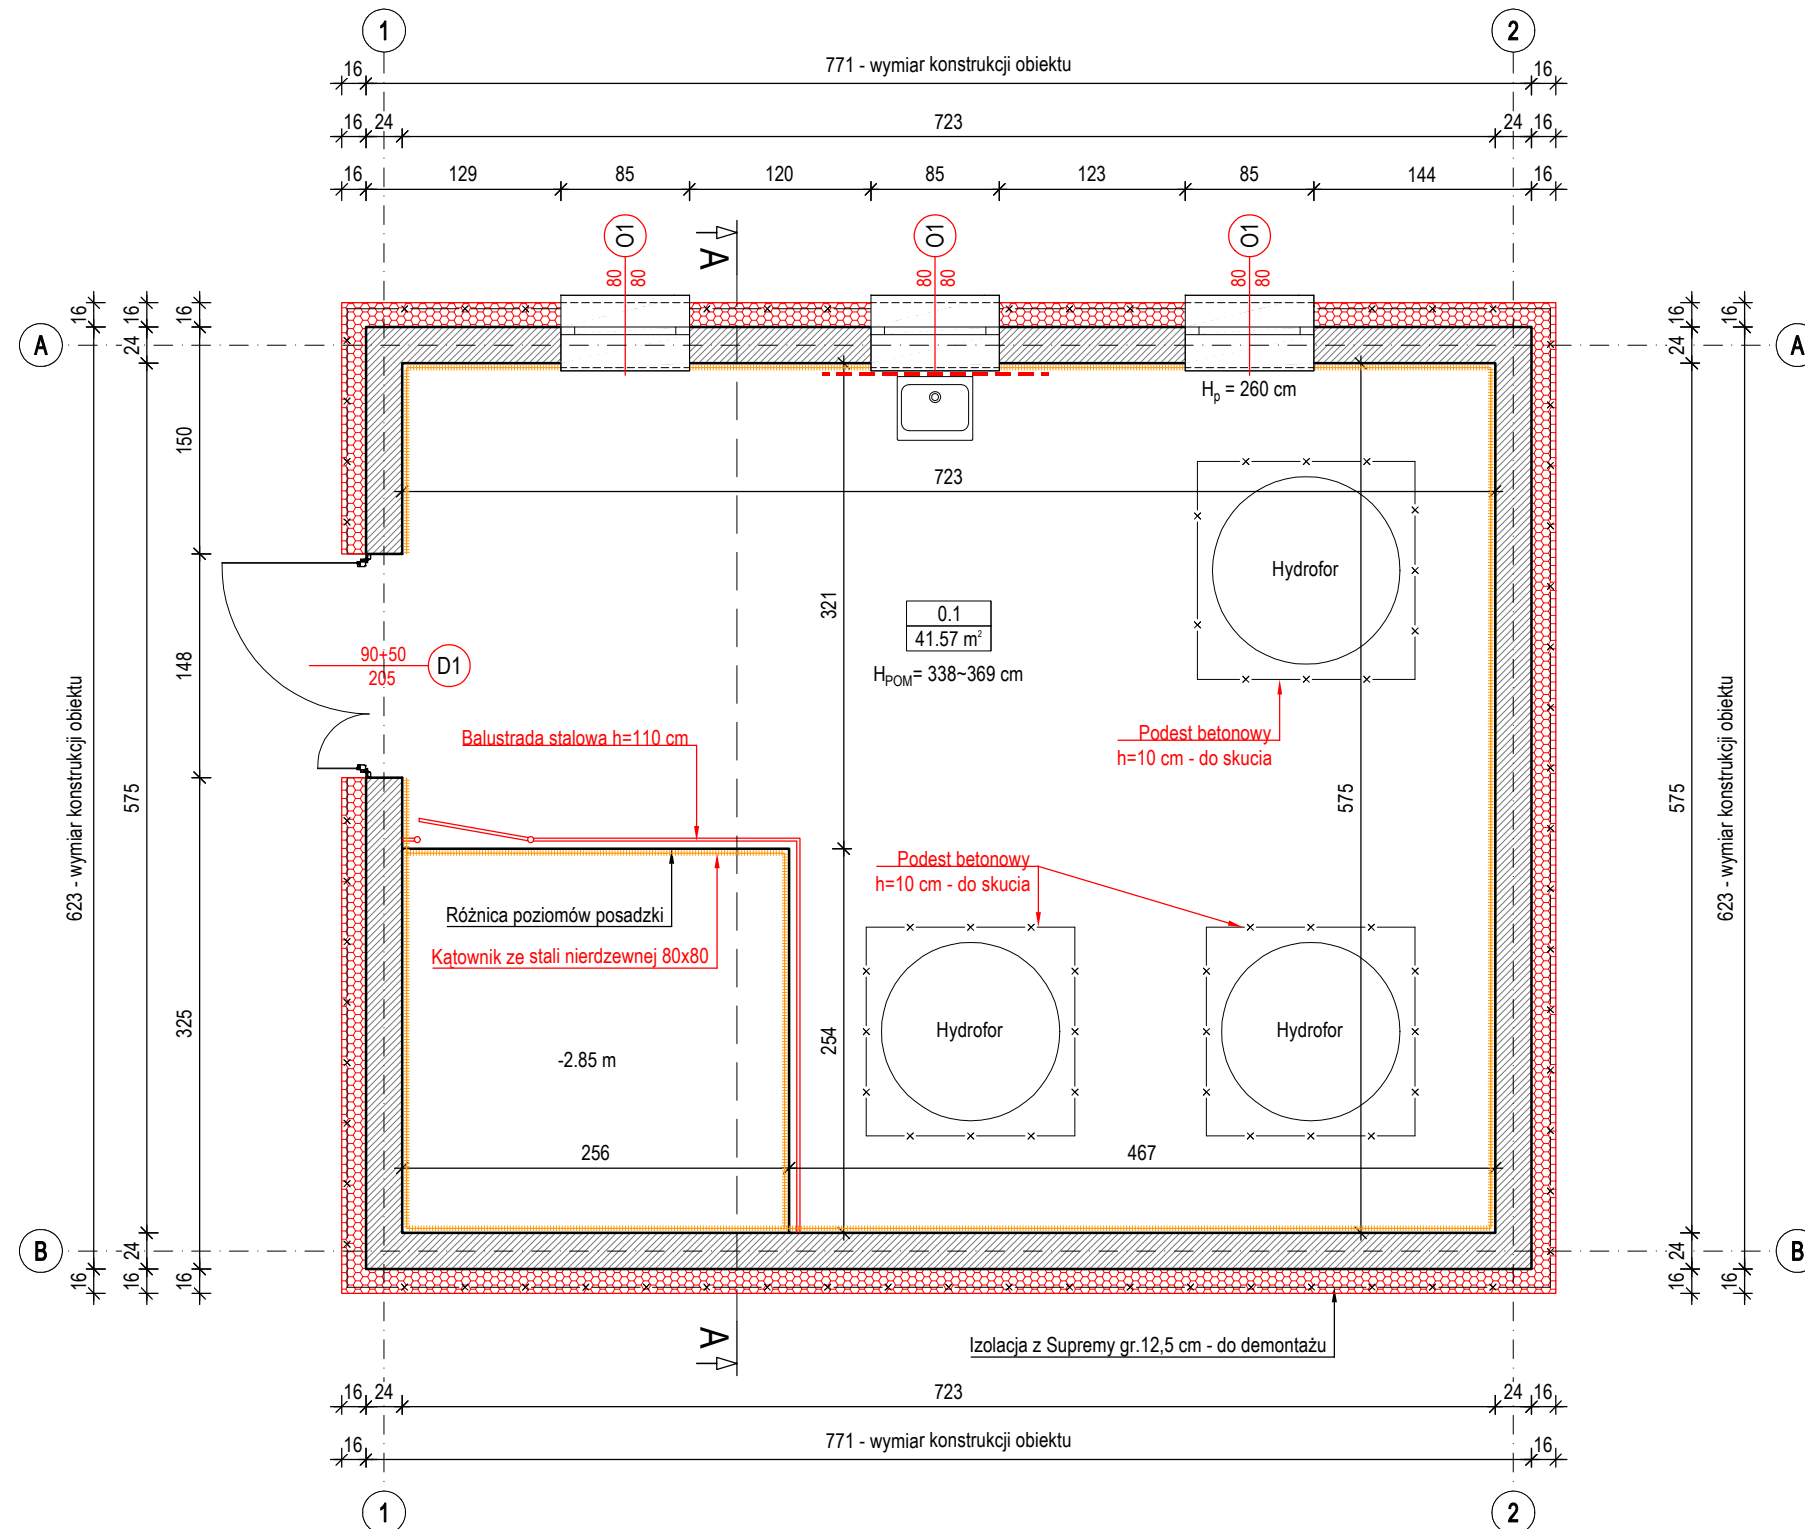 1
2
16
771 - wymiar konstrukcji obiektu
16
16
24
723
24
16
16
129
85
120
85
123
85
144
16
O1
80
80
A
O1
80
80
O1
80
80
16
16
16
24
A
16
16
24
A
Hp = 260 cm
150
723
Hydrofor
321
0.1
41.57 m²
HPOM= 338~369 cm
148
90+50
205
D1
Balustrada stalowa h=110 cm
Podest betonowy
h=10 cm - do skucia
623 - wymiar konstrukcji obiektu
575
575
575
623 - wymiar konstrukcji obiektu
Podest betonowy
h=10 cm - do skucia
Różnica poziomów posadzki
Kątownik ze stali nierdzewnej 80x80
325
254
Hydrofor
Hydrofor
-2.85 m
256
467
B
24
16
16
16
24
16
16
B
A
Izolacja z Supremy gr.12,5 cm - do demontażu
16
24
723
24
16
16
771 - wymiar konstrukcji obiektu
16
1
2